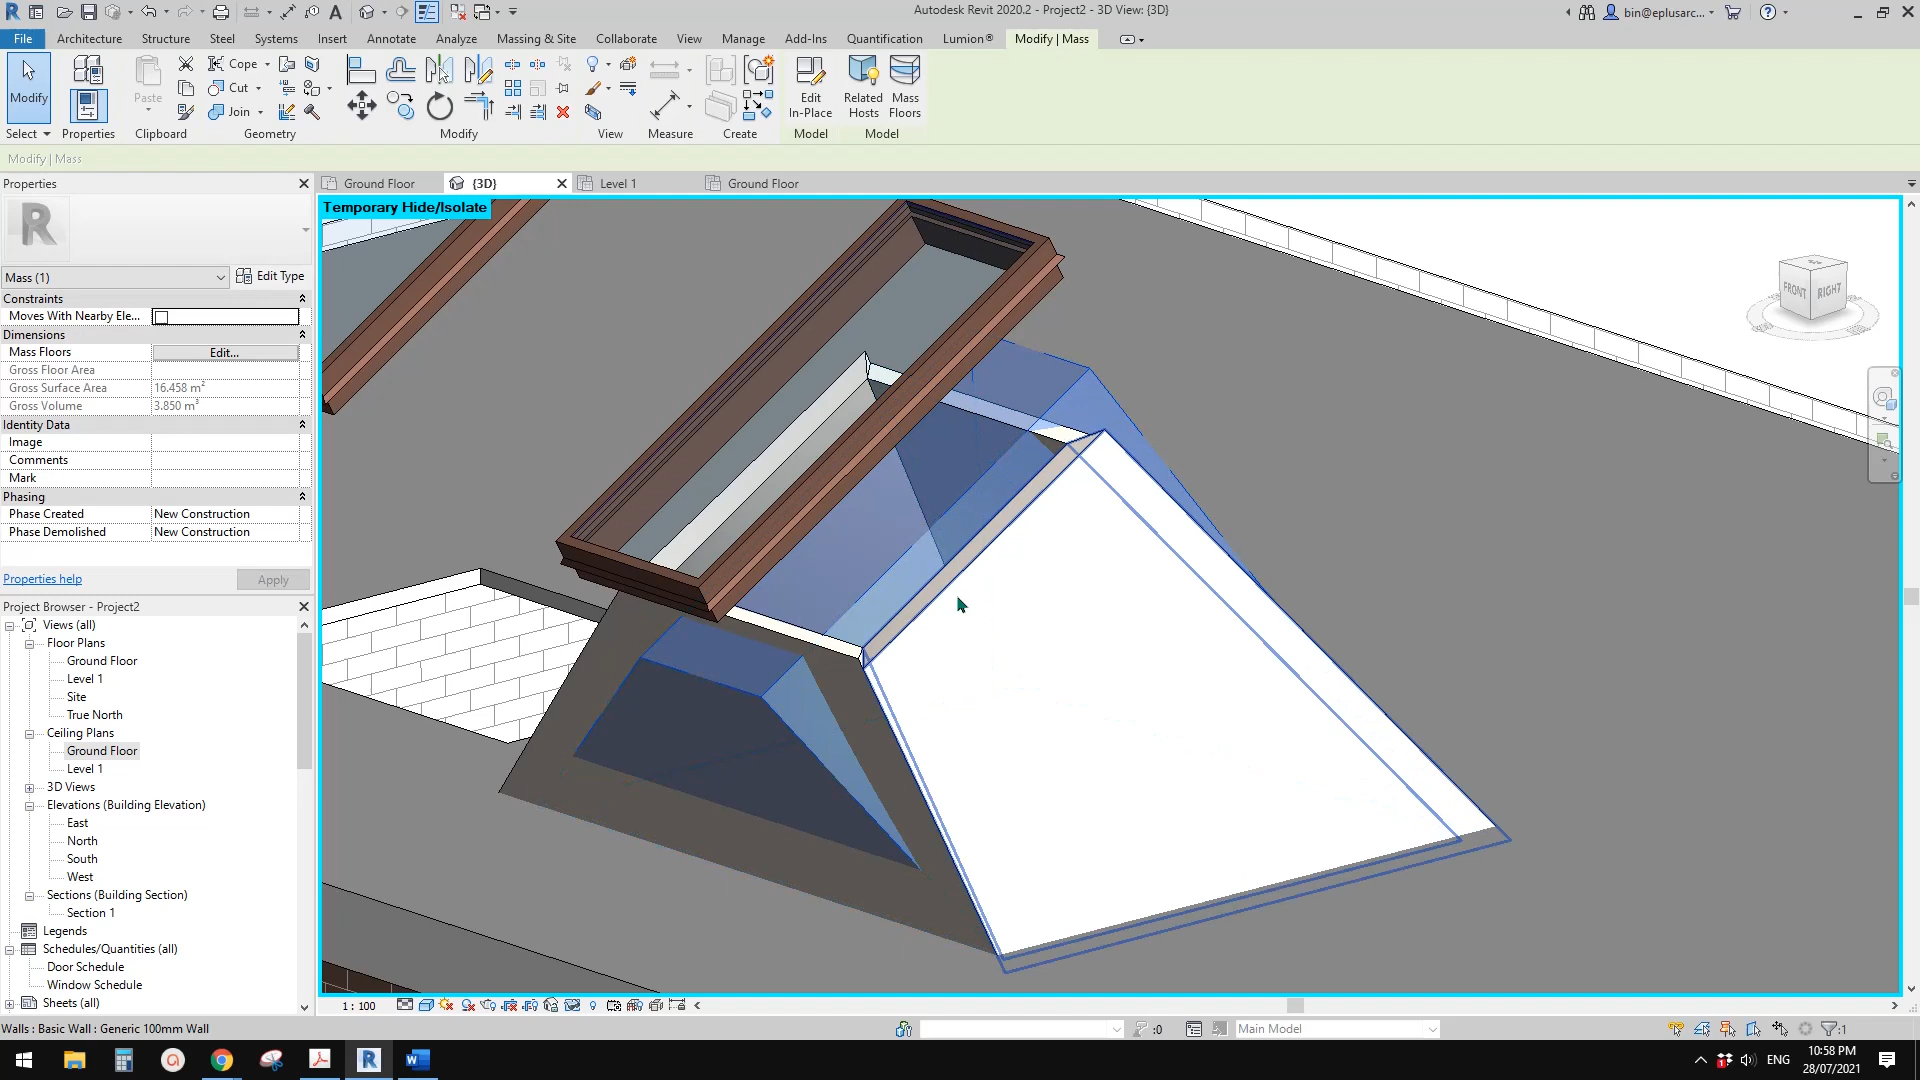 Autodesk Revit 2020.2 - Project2 - 3D View: {3D}
bin@eplusarc...
File Architecture Structure Steel Systems Insert Annotate Analyze Massing & Site Collaborate View Manage Add-Ins Quantification Lumion® Modify | Mass
Modify
Paste
Cope
Cut
Join
Edit In-Place
Related Hosts
Mass Floors
Select Properties Clipboard Geometry Modify View Measure Create Model Model
Modify | Mass
Properties
Ground Floor {3D} Level 1 Ground Floor
Temporary Hide/Isolate
Mass (1) Edit Type
Constraints
Moves With Nearby Ele...
Dimensions
Mass Floors Edit...
Gross Floor Area
Gross Surface Area 16.458 m²
Gross Volume 3.850 m³
Identity Data
Image
Comments
Mark
Phasing
Phase Created New Construction
Phase Demolished New Construction
Properties help Apply
FRONT RIGHT
Project Browser - Project2
Views (all)
Floor Plans
Ground Floor
Level 1
Site
True North
Ceiling Plans
Ground Floor
Level 1
3D Views
Elevations (Building Elevation)
East
North
South
West
Sections (Building Section)
Section 1
Legends
Schedules/Quantities (all)
Door Schedule
Window Schedule
Sheets (all)
1 : 100
Walls : Basic Wall : Generic 100mm Wall
:0
Main Model
:1
ENG
10:58 PM
28/07/2021